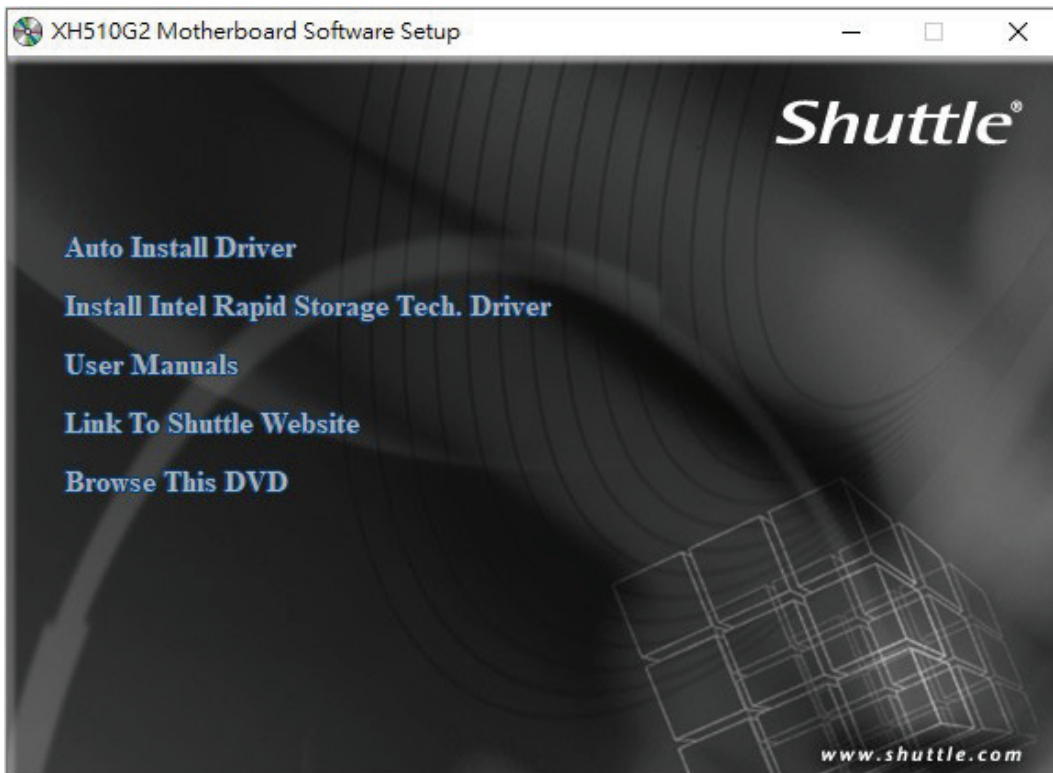 XH510G2 Motherboard Software Setup
Shuttle®
Auto Install Driver
Install Intel Rapid Storage Tech. Driver
User Manuals
Link To Shuttle Website
Browse This DVD
www.shuttle.com